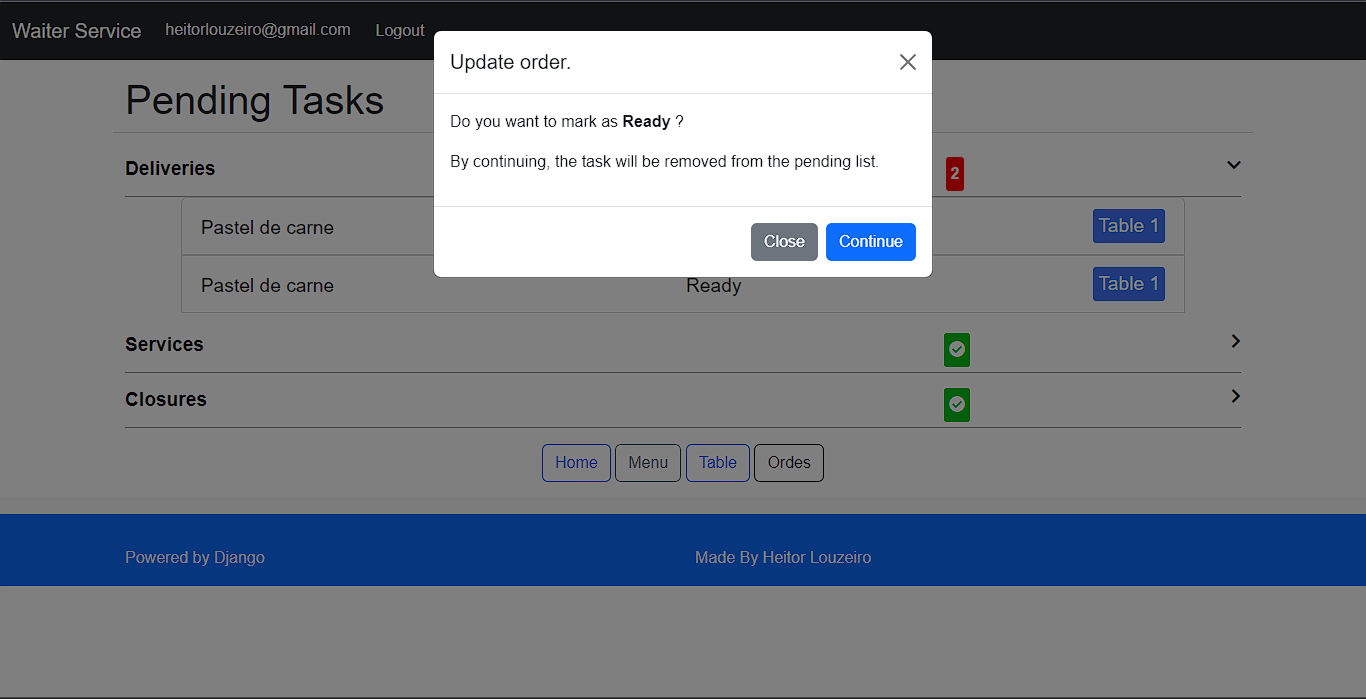 Waiter Service heitorlouzeiro@gmail.com Logout
Update order.
Do you want to mark as Ready ?
By continuing, the task will be removed from the pending list.
Close Continue
Pending Tasks
Deliveries 2
Pastel de carne Table 1
Pastel de carne Ready Table 1
Services
Closures
Home Menu Table Ordes
Powered by Django Made By Heitor Louzeiro